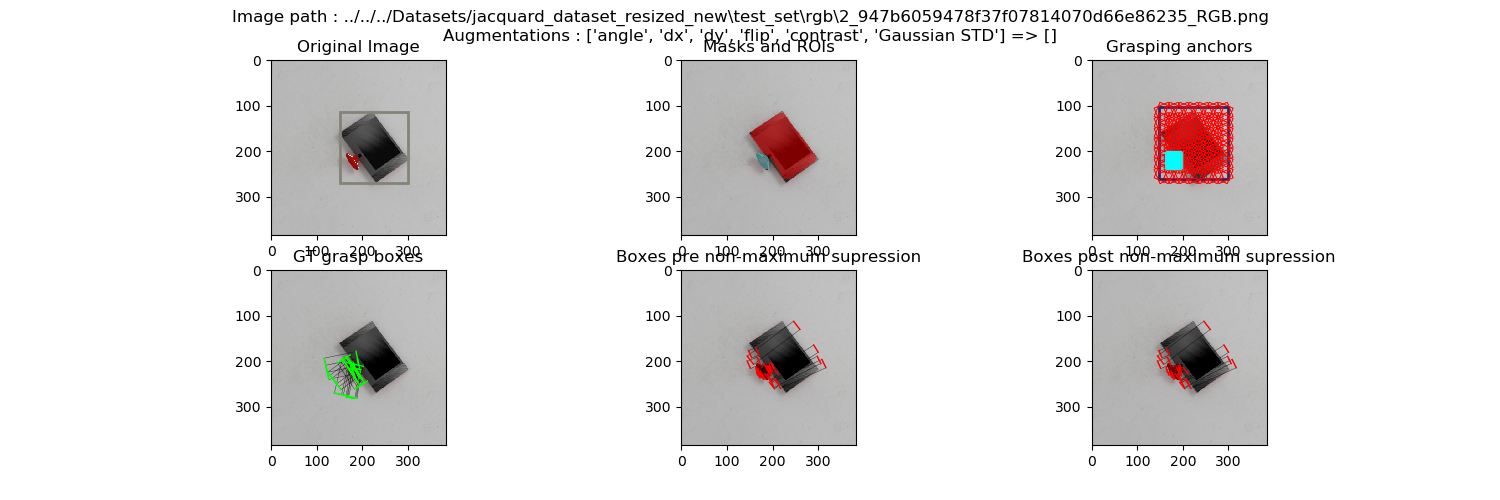 Image path : ../../../Datasets/jacquard_dataset_resized_new\test_set\rgb\2_947b6059478f37f07814070d66e86235_RGB.png
Augmentations : ['angle', 'dx', 'dy', 'flip', 'contrast', 'Gaussian STD'] => []
Original Image
Masks and ROIs
Grasping anchors
0 0 0
100 100 100
200 200 200
300 300 300
0 100 200 300 0 100 200 300 0 100 200 300
GT grasp boxes
Boxes pre non-maximum supression
Boxes post non-maximum supression
0 0 0
100 100 100
200 200 200
300 300 300
0 100 200 300 0 100 200 300 0 100 200 300